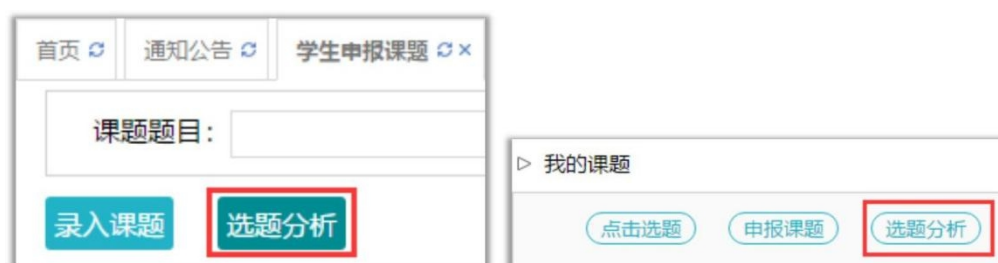 首页 通知公告 学生申报课题
课题题目：
录入课题 选题分析
我的课题
点击选题 申报课题 选题分析